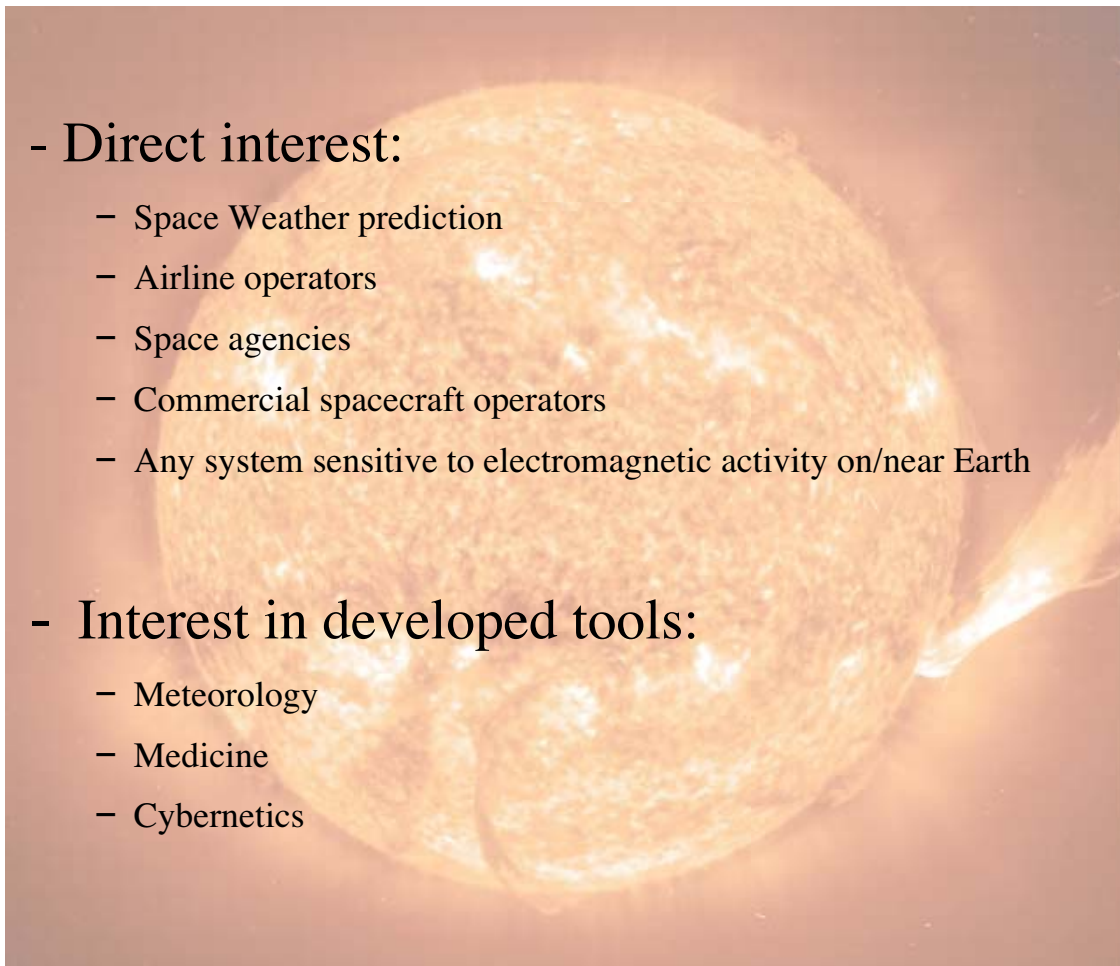 - Direct interest:
– Space Weather prediction
– Airline operators
– Space agencies
– Commercial spacecraft operators
– Any system sensitive to electromagnetic activity on/near Earth
- Interest in developed tools:
– Meteorology
– Medicine
– Cybernetics